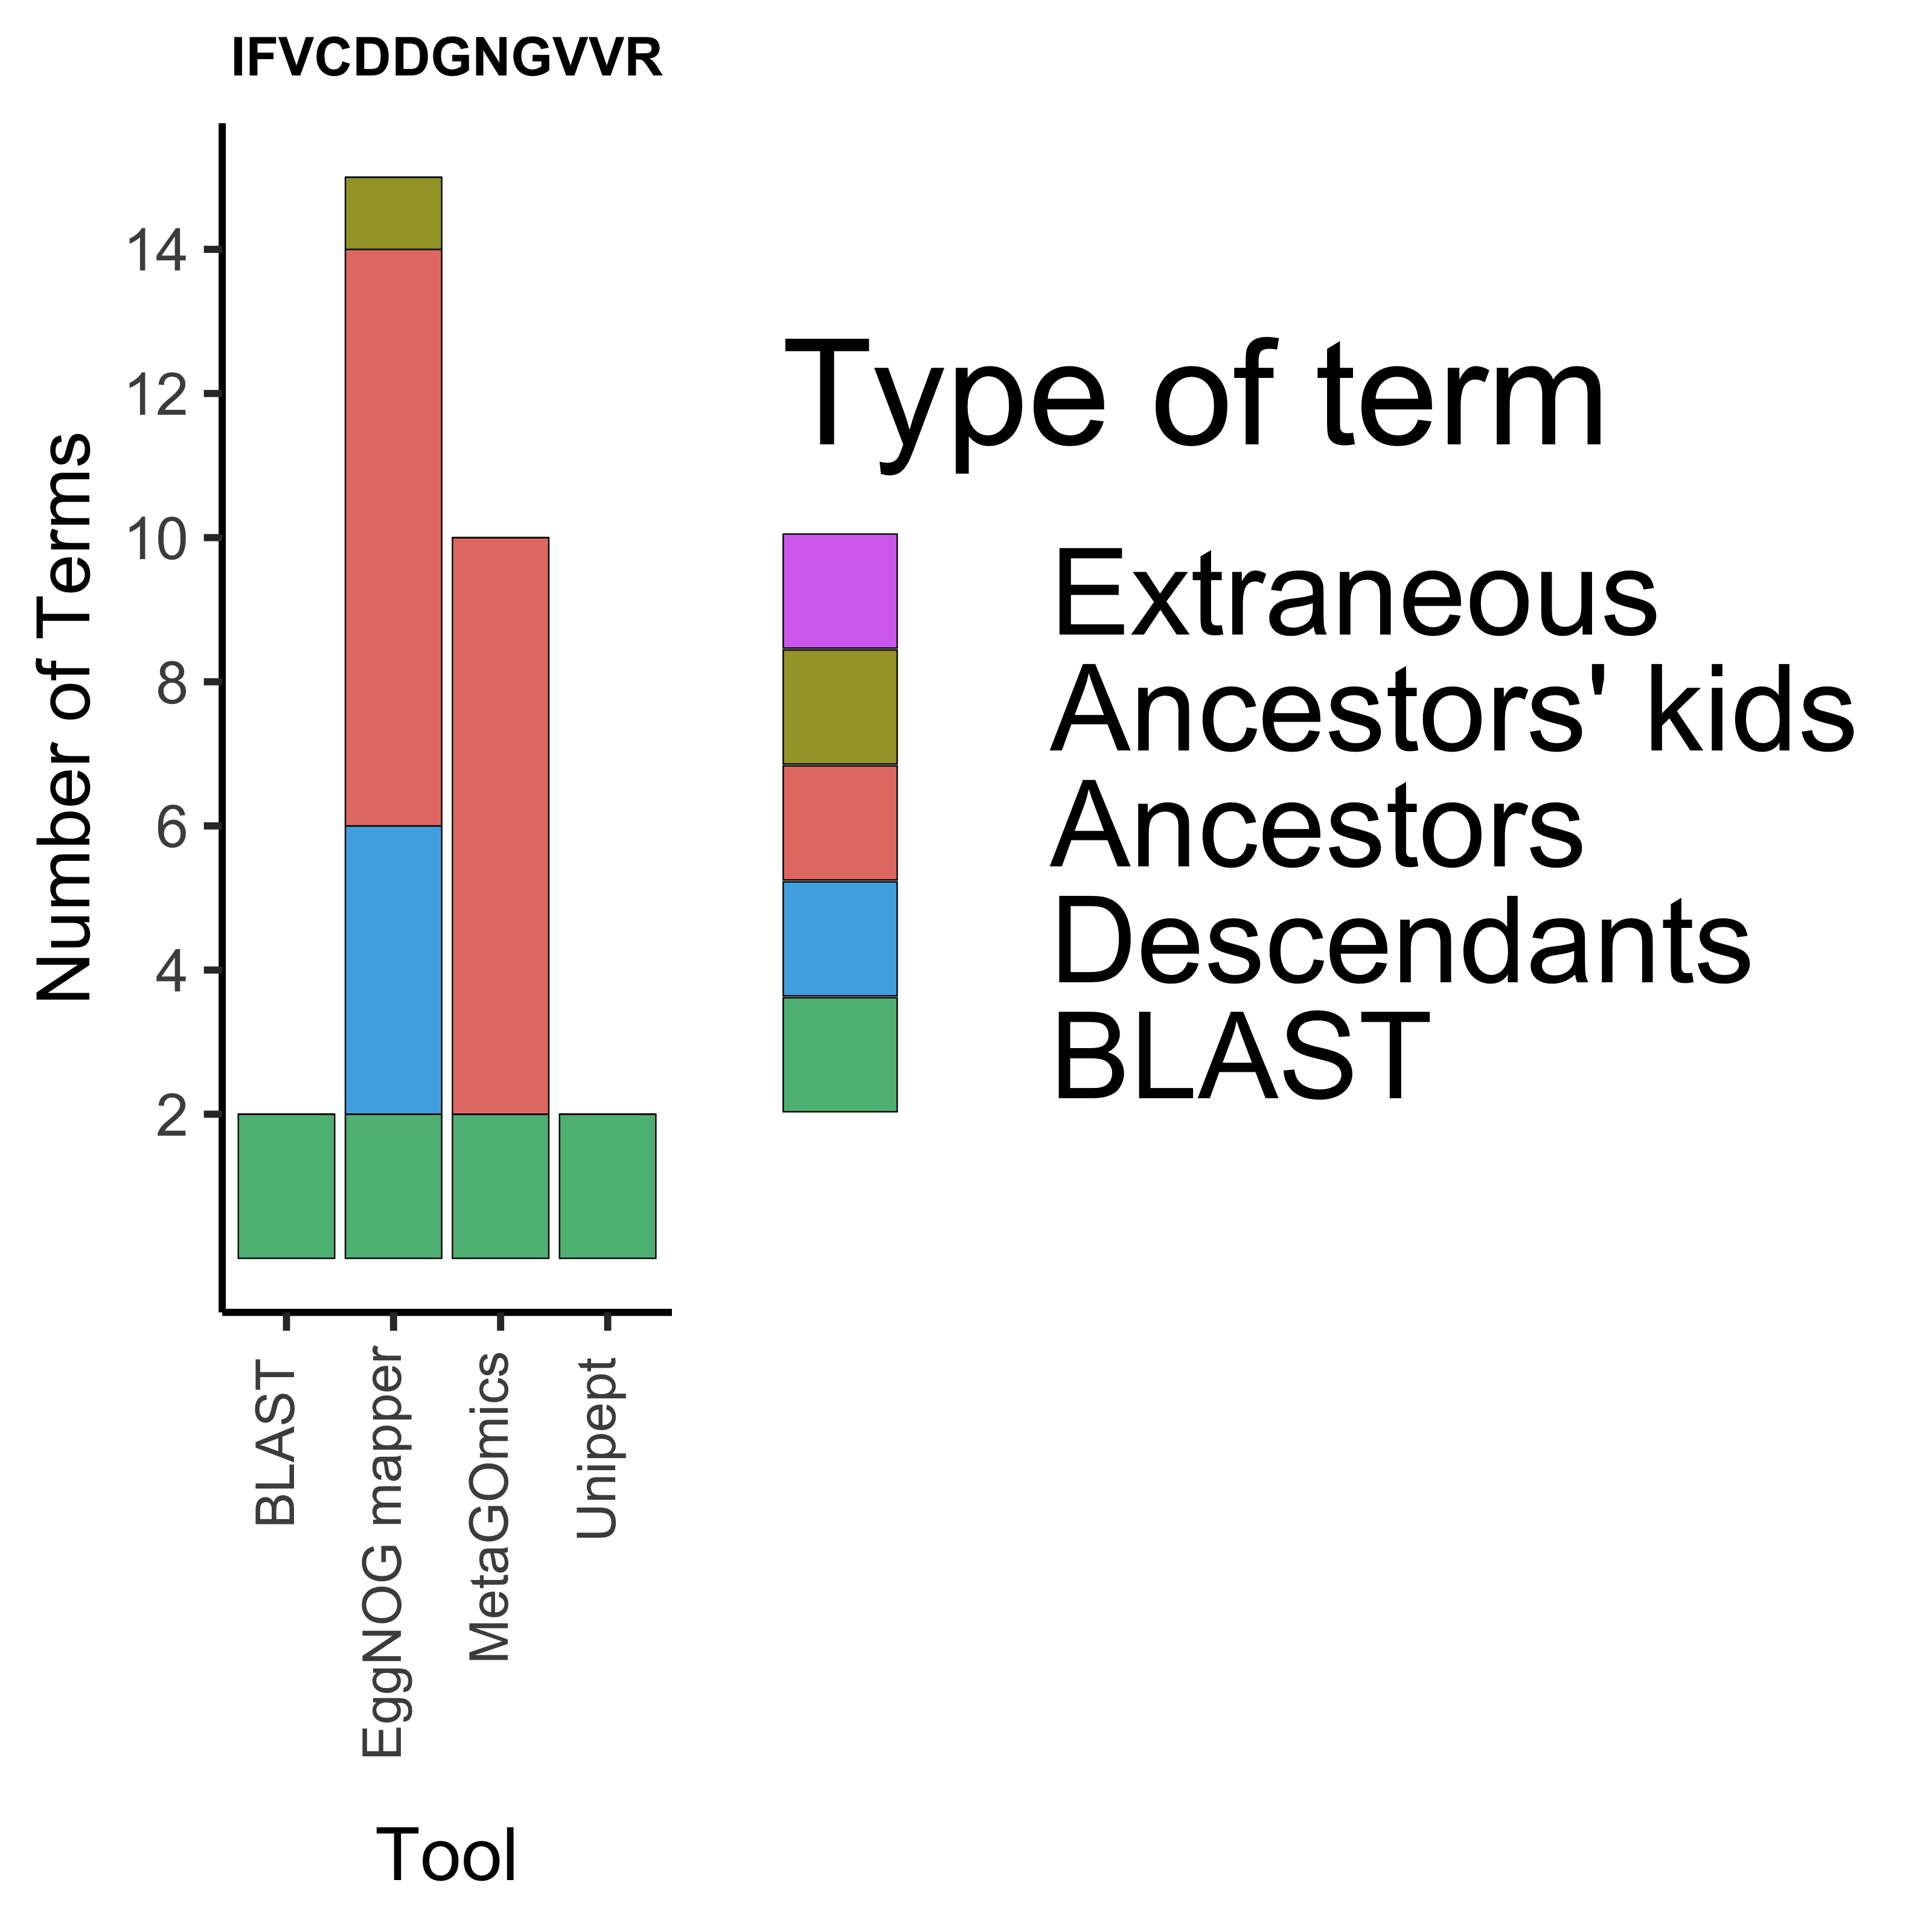 IFVCDDGNGVVR
Number of Terms
14
12
10
8
6
4
2
BLAST
EggNOG mapper
MetaGOmics
Unipept
Tool
Type of term
Extraneous
Ancestors' kids
Ancestors
Descendants
BLAST